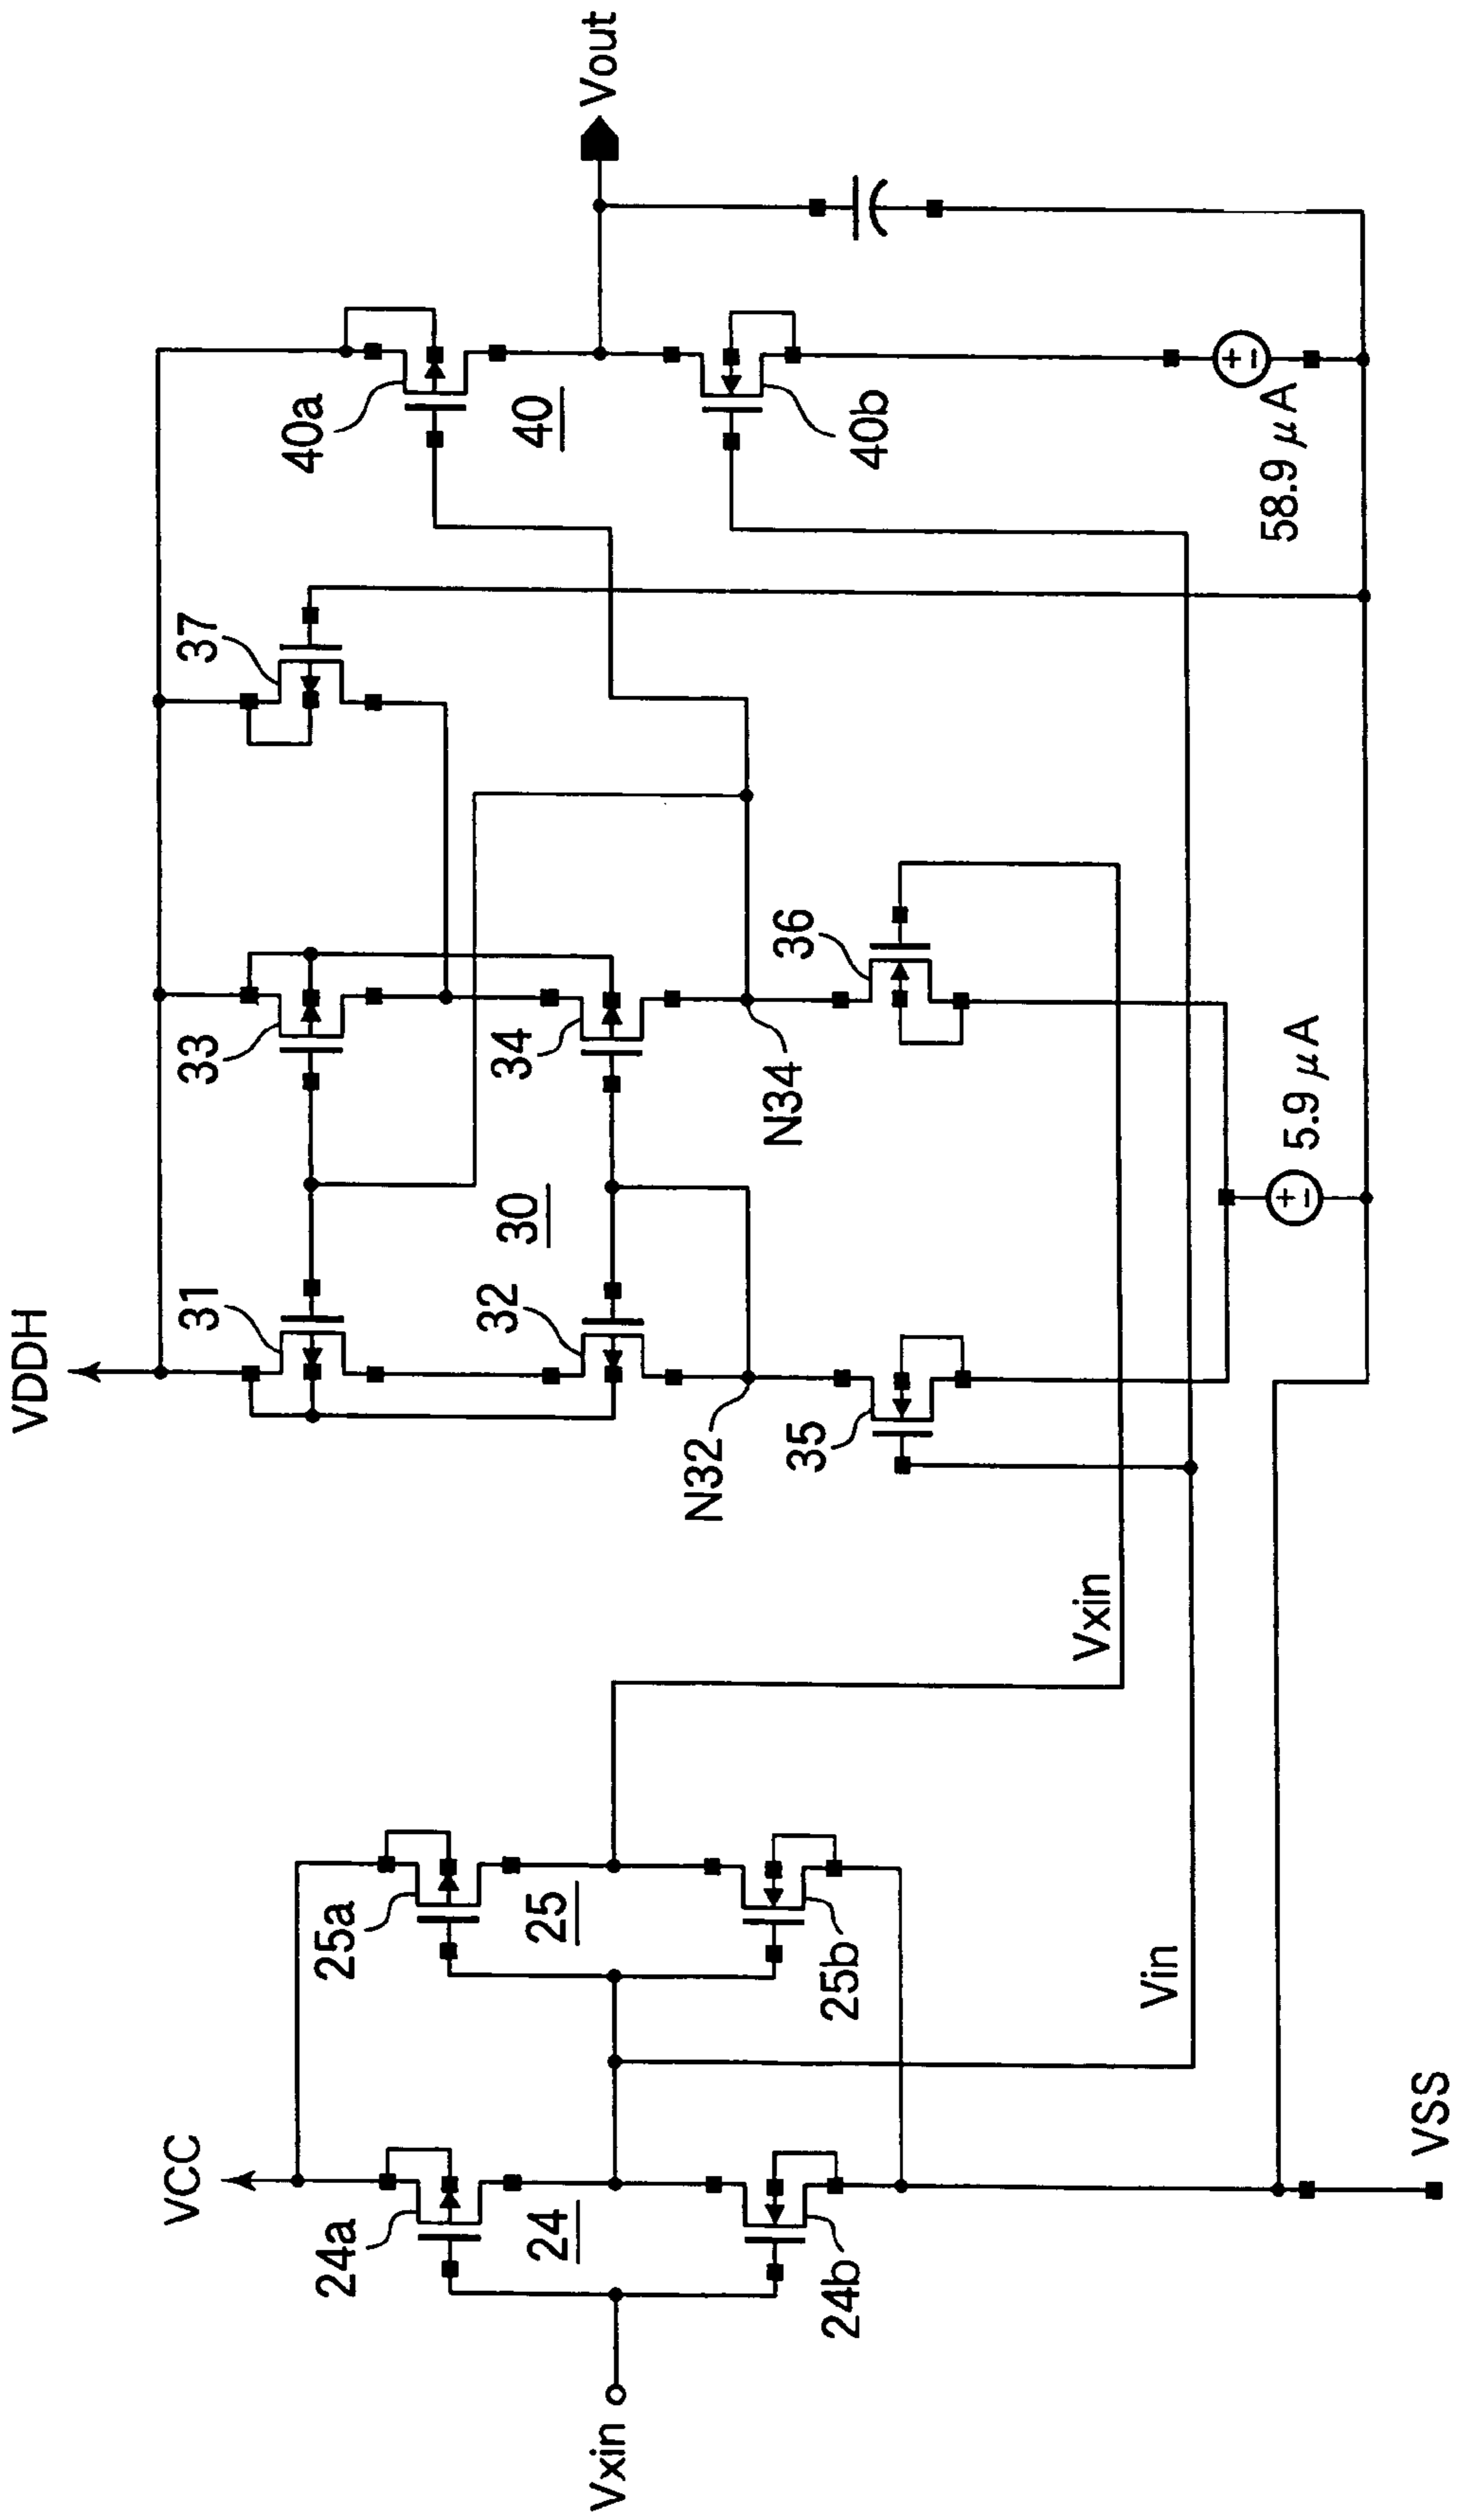 VDDH
VCC
31
33
37
40a
Vout
24a
25a
32
30
34
40
24
25
Vxin
N32
N34
35
36
40b
24b
25b
Vxin
Vin
5.9 μA
58.9 μA
VSS